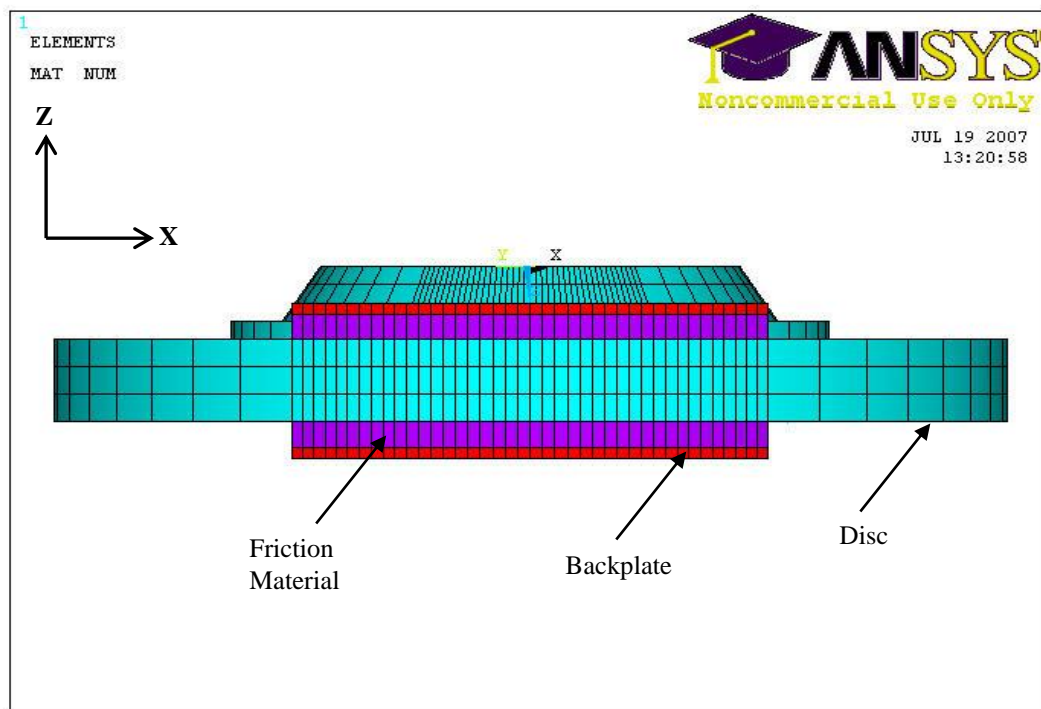 1
ELEMENTS
MAT NUM
ANSYS
Noncommercial Use Only
JUL 19 2007
13:20:58
Z
X
Y X
Friction
Material
Backplate
Disc